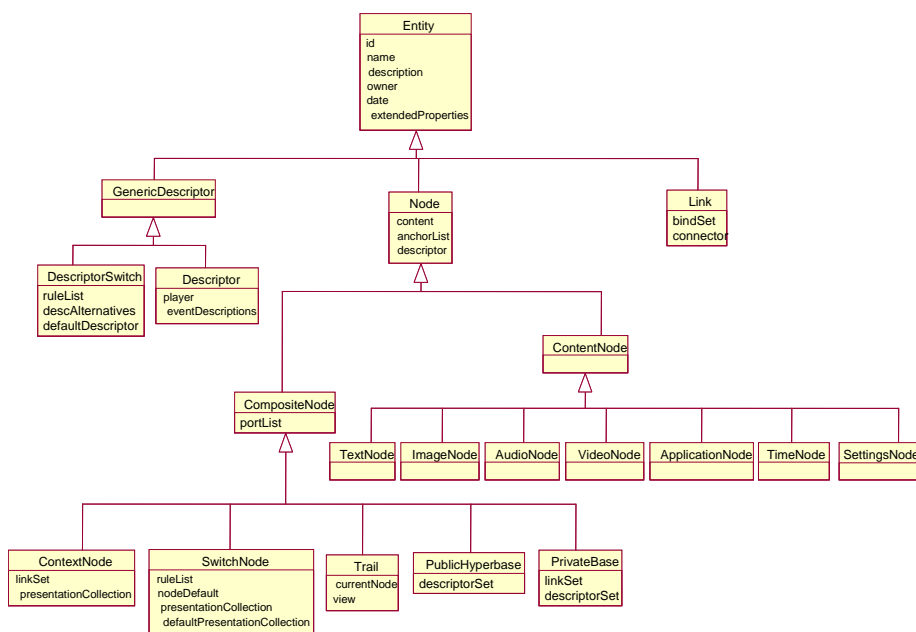 Entity
id
name
description
owner
date
extendedProperties
GenericDescriptor
Node
content
anchorList
descriptor
Link
bindSet
connector
DescriptorSwitch
ruleList
descAlternatives
defaultDescriptor
Descriptor
player
eventDescriptions
ContentNode
CompositeNode
portList
TextNode
ImageNode
AudioNode
VideoNode
ApplicationNode
TimeNode
SettingsNode
ContextNode
linkSet
presentationCollection
SwitchNode
ruleList
nodeDefault
presentationCollection
defaultPresentationCollection
Trail
currentNode
view
PublicHyperbase
descriptorSet
PrivateBase
linkSet
descriptorSet